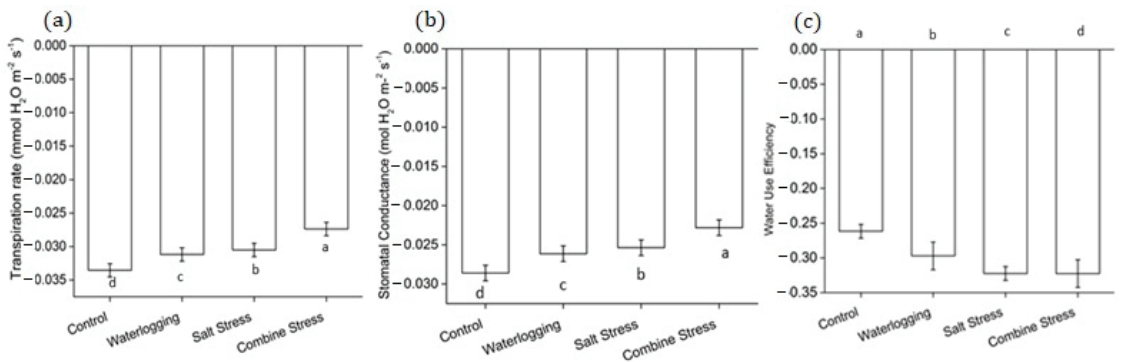 (a)
0.000
−0.005
−0.010
−0.015
−0.020
−0.025
−0.030
−0.035
Transpiration rate (mmol H₂O m⁻² s⁻¹)
d
c
b
a
Control
Waterlogging
Salt Stress
Combine Stress
(b)
0.000
−0.005
−0.010
−0.015
−0.020
−0.025
−0.030
Stomatal Conductance (mol H₂O m-² s⁻¹)
d
c
b
a
Control
Waterlogging
Salt Stress
Combine Stress
(c)
a
b
c
d
0.00
−0.05
−0.10
−0.15
−0.20
−0.25
−0.30
−0.35
Water Use Efficiency
Control
Waterlogging
Salt Stress
Combine Stress